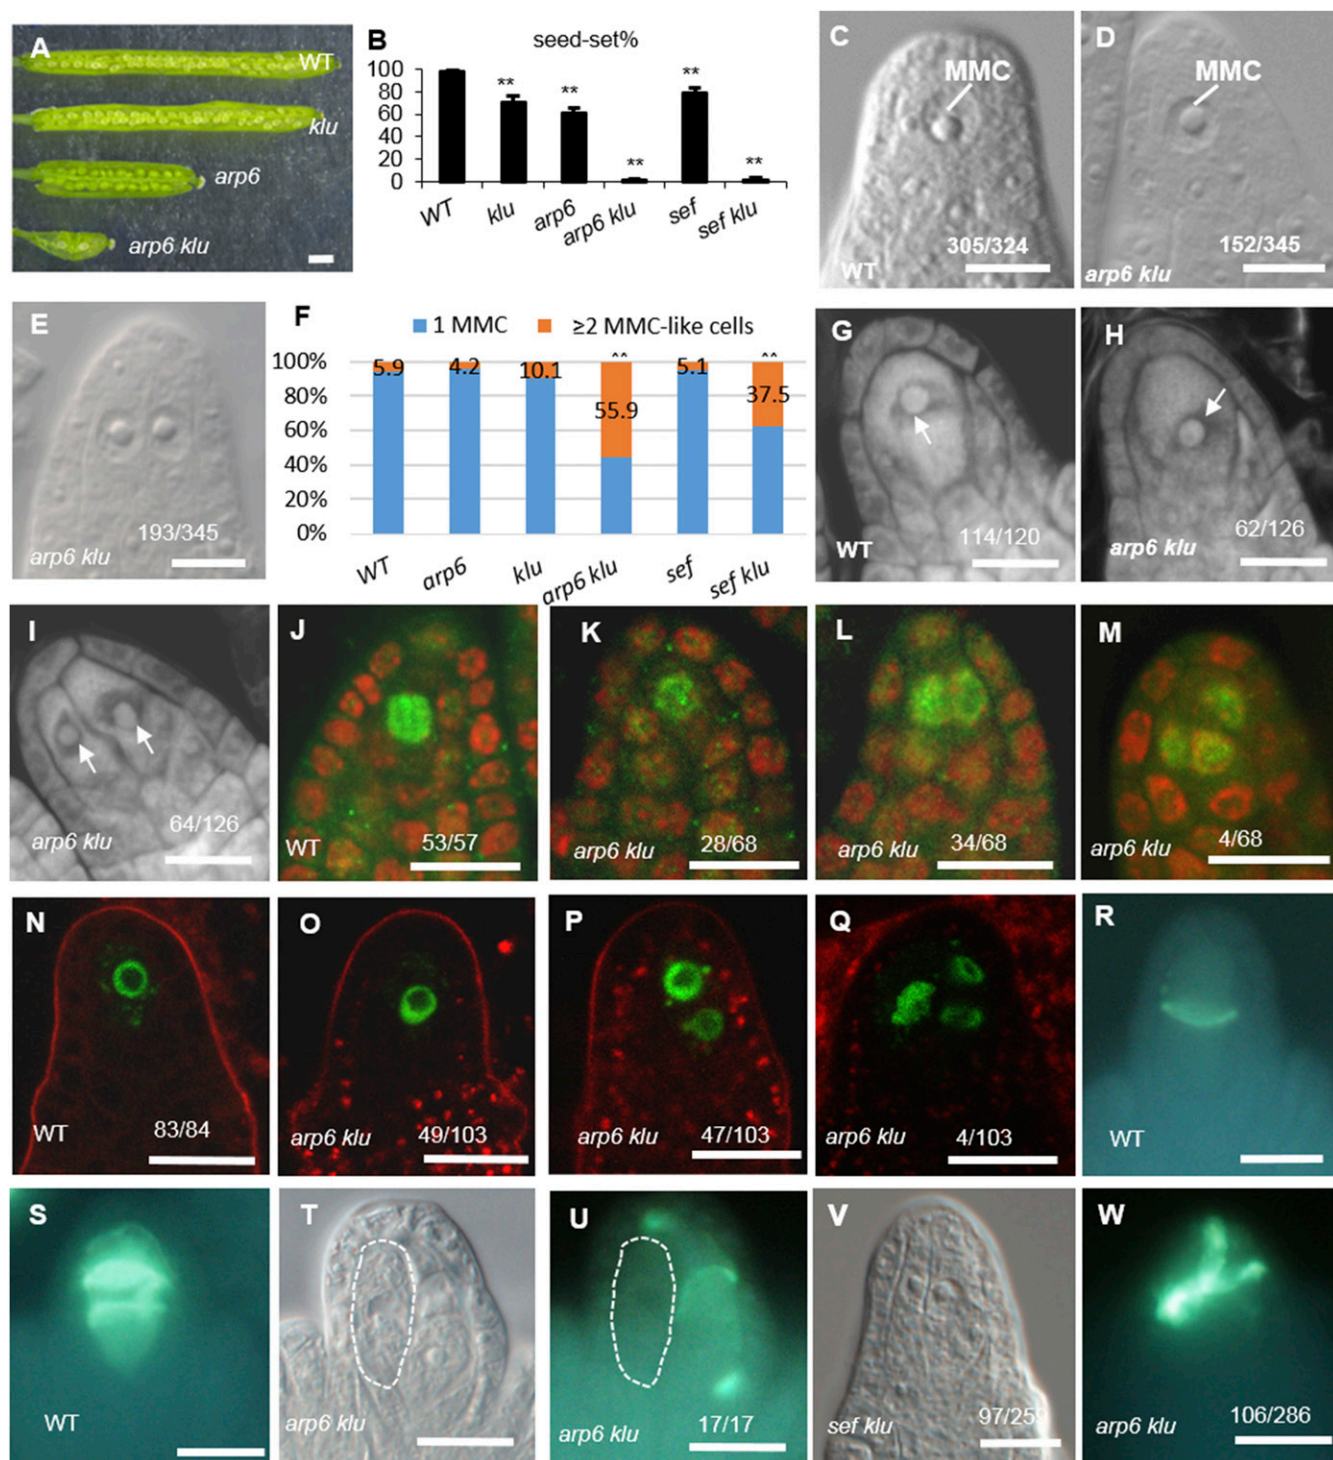 A
WT
klu
arp6
arp6 klu
B
seed-set%
100
80
60
40
20
0
**
**
**
**
**
WT
klu
arp6
arp6 klu
sef
sef klu
C
MMC
305/324
WT
D
MMC
152/345
arp6 klu
E
193/345
arp6 klu
F
1 MMC
≥2 MMC-like cells
100%
80%
60%
40%
20%
0%
5.9
4.2
10.1
55.9
5.1
37.5
WT
arp6
klu
arp6 klu
sef
sef klu
G
114/120
WT
H
62/126
arp6 klu
I
64/126
arp6 klu
J
53/57
WT
K
28/68
arp6 klu
L
34/68
arp6 klu
M
4/68
arp6 klu
N
83/84
WT
O
49/103
arp6 klu
P
47/103
arp6 klu
Q
4/103
arp6 klu
R
WT
S
WT
T
arp6 klu
U
17/17
arp6 klu
V
97/259
sef klu
W
106/286
arp6 klu